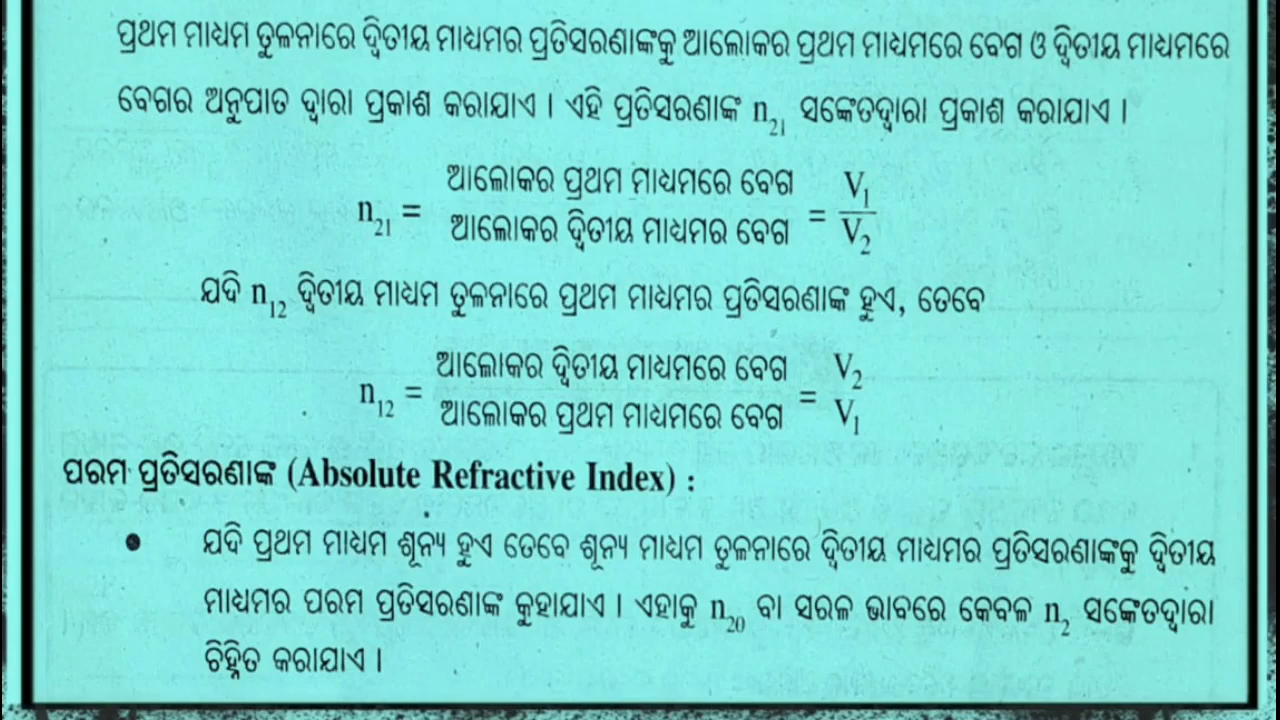 ପ୍ରଥମ ମାଧ୍ୟମ ତୁଳନାରେ ଦ୍ୱିତୀୟ ମାଧ୍ୟମର ପ୍ରତିସରଣାଙ୍କକୁ ଆଲୋକର ପ୍ରଥମ ମାଧ୍ୟମରେ ବେଗ ଓ ଦ୍ୱିତୀୟ ମାଧ୍ୟମରେ
ବେଗର ଅନୁପାତ ଦ୍ୱାରା ପ୍ରକାଶ କରାଯାଏ । ଏହି ପ୍ରତିସରଣାଙ୍କ n₂₁ ସଙ୍କେତଦ୍ୱାରା ପ୍ରକାଶ କରାଯାଏ ।
ଆଲୋକର ପ୍ରଥମ ମାଧ୍ୟମରେ ବେଗ V₁
n₂₁ = =
ଆଲୋକର ଦ୍ୱିତୀୟ ମାଧ୍ୟମର ବେଗ V₂
ଯଦି n₁₂ ଦ୍ୱିତୀୟ ମାଧ୍ୟମ ତୁଳନାରେ ପ୍ରଥମ ମାଧ୍ୟମର ପ୍ରତିସରଣାଙ୍କ ହୁଏ, ତେବେ
ଆଲୋକର ଦ୍ୱିତୀୟ ମାଧ୍ୟମରେ ବେଗ V₂
n₁₂ = =
ଆଲୋକର ପ୍ରଥମ ମାଧ୍ୟମରେ ବେଗ V₁
ପରମ ପ୍ରତିସରଣାଙ୍କ (Absolute Refractive Index) :
● ଯଦି ପ୍ରଥମ ମାଧ୍ୟମ ଶୂନ୍ୟ ହୁଏ ତେବେ ଶୂନ୍ୟ ମାଧ୍ୟମ ତୁଳନାରେ ଦ୍ୱିତୀୟ ମାଧ୍ୟମର ପ୍ରତିସରଣାଙ୍କକୁ ଦ୍ୱିତୀୟ
ମାଧ୍ୟମର ପରମ ପ୍ରତିସରଣାଙ୍କ କୁହାଯାଏ । ଏହାକୁ n₂₀ ବା ସରଳ ଭାବରେ କେବଳ n₂ ସଙ୍କେତଦ୍ୱାରା
ଚିହ୍ନିତ କରାଯାଏ ।